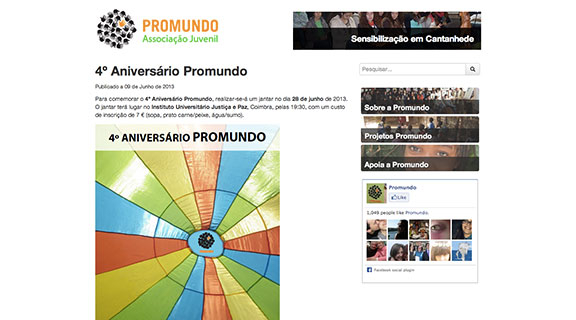 PROMUNDO
Associação Juvenil
Sensibilização em Cantanhede
4º Aniversário Promundo
Publicado a 09 de Junho de 2013
Para comemorar o 4º Aniversário Promundo, realizar-se-á um jantar no dia 28 de junho de 2013.
O jantar terá lugar no Instituto Universitário Justiça e Paz, Coimbra, pelas 19:30, com um custo
de inscrição de 7 € (sopa, prato carne/peixe, água/sumo).
4º ANIVERSÁRIO PROMUNDO
Pesquisar...
Sobre a Promundo
Projetos Promundo
Apoia a Promundo
Promundo
Like
1,049 people like Promundo.
Facebook social plugin